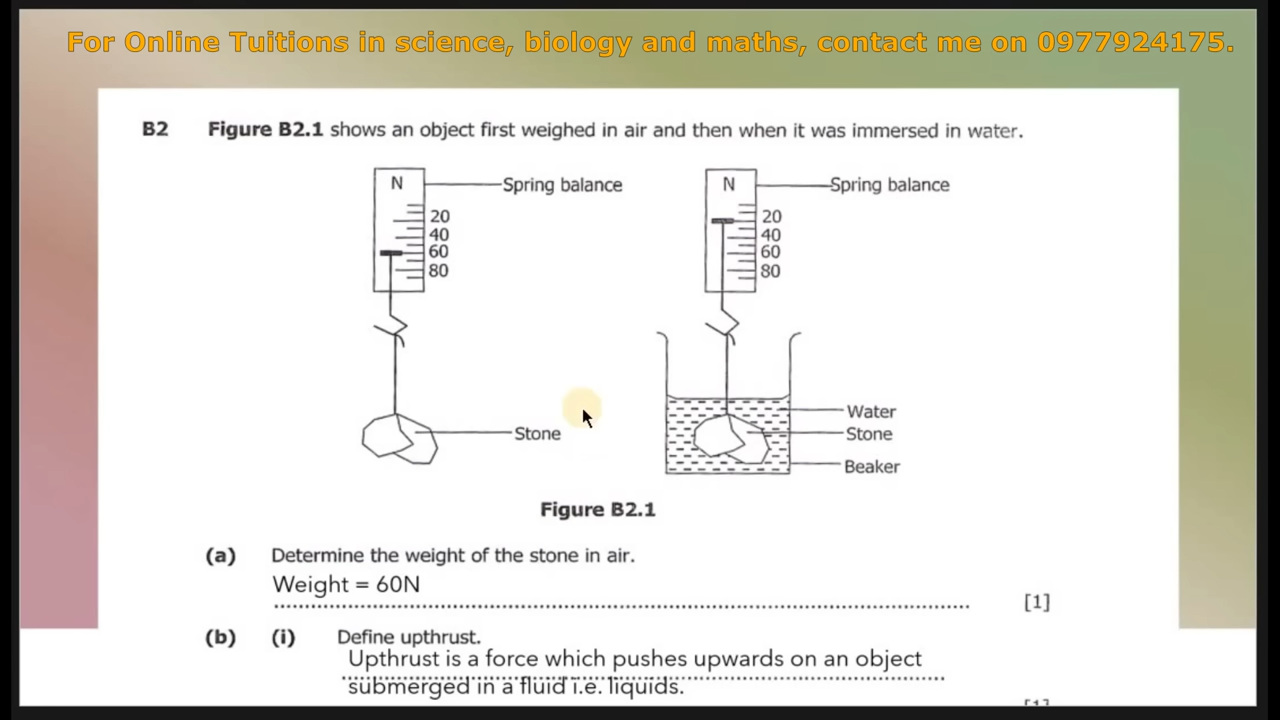 For Online Tuitions in science, biology and maths, contact me on 0977924175.
B2 Figure B2.1 shows an object first weighed in air and then when it was immersed in water.
N Spring balance
20
40
60
80
Stone
N Spring balance
20
40
60
80
Water
Stone
Beaker
Figure B2.1
(a) Determine the weight of the stone in air.
Weight = 60N
[1]
(b) (i) Define upthrust.
Upthrust is a force which pushes upwards on an object
submerged in a fluid i.e. liquids.
[1]